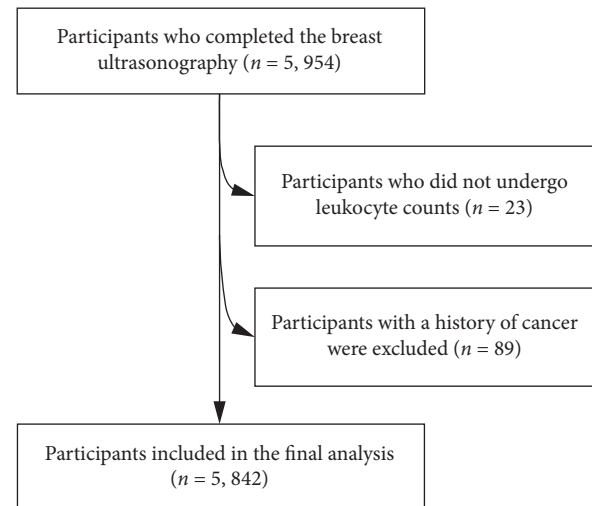 Participants who completed the breast
ultrasonography (n = 5, 954)
Participants who did not undergo
leukocyte counts (n = 23)
Participants with a history of cancer
were excluded (n = 89)
Participants included in the final analysis
(n = 5, 842)